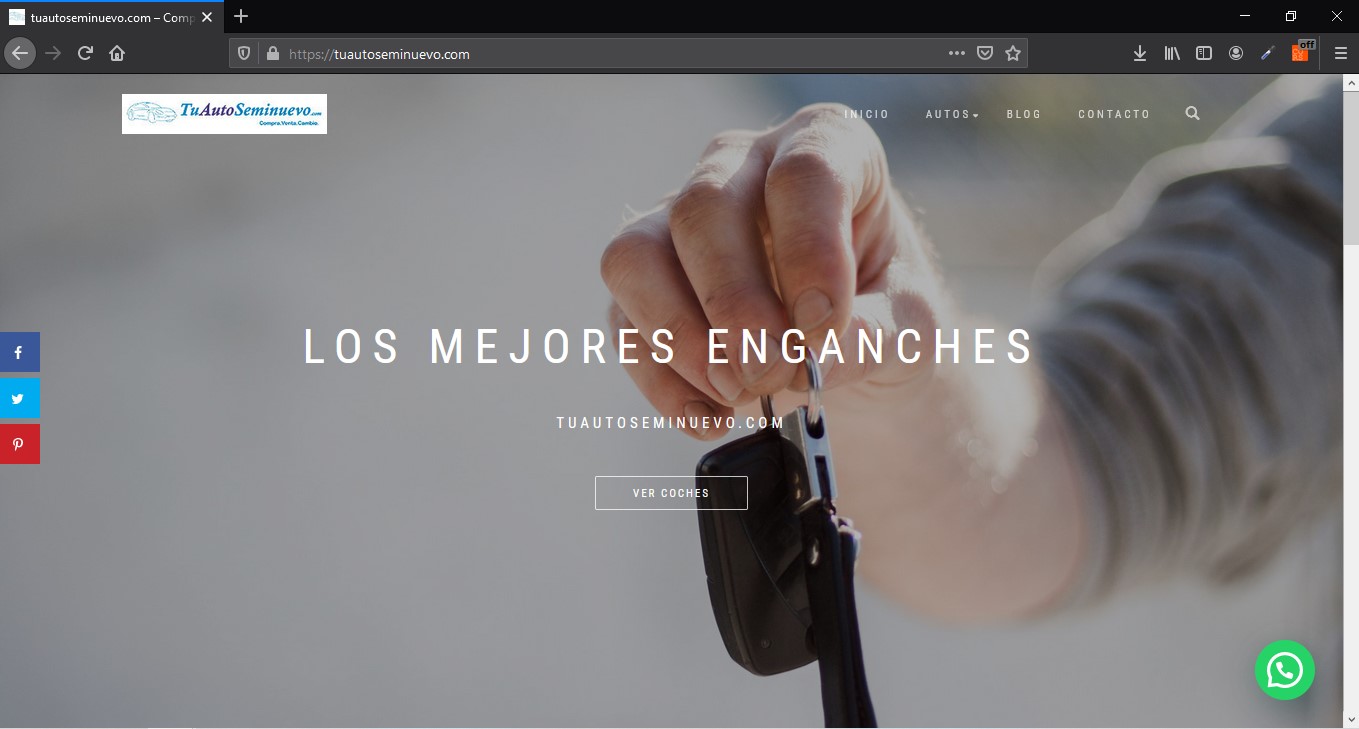 tuautoseminuevo.com – Comp
off
https://tuautoseminuevo.com
TuAutoSeminuevo.com
Compra.Venta.Cambio.
INICIO
AUTOS
BLOG
CONTACTO
LOS MEJORES ENGANCHES
TUAUTOSEMINUEVO.COM
VER COCHES